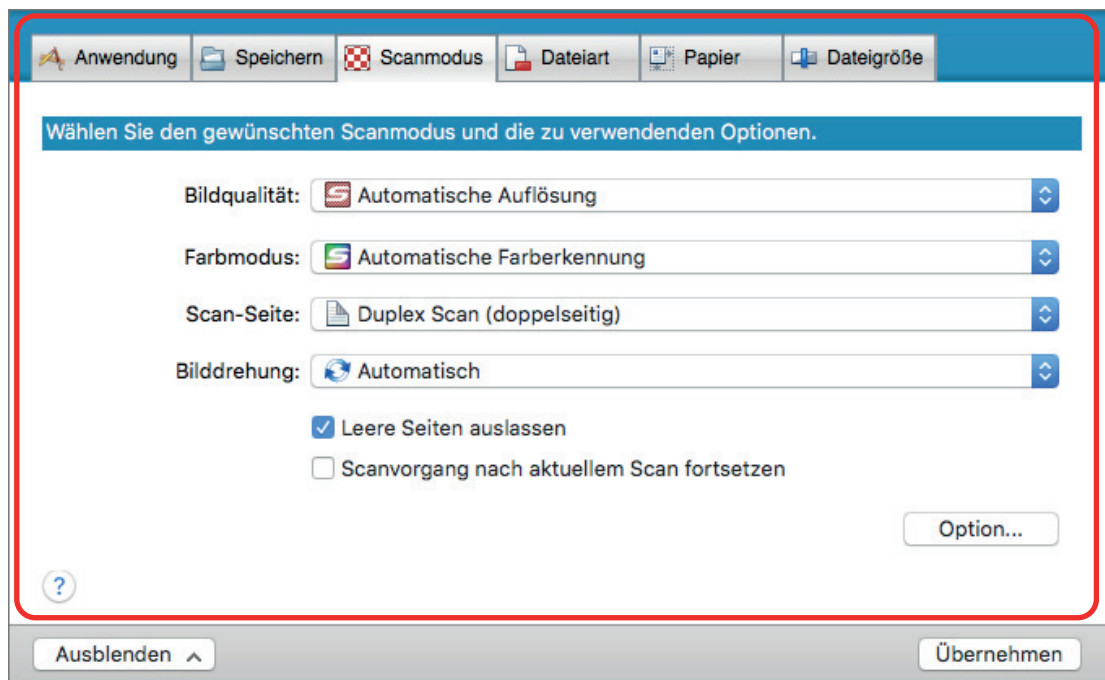 Anwendung Speichern Scanmodus Dateiart Papier Dateigröße
Wählen Sie den gewünschten Scanmodus und die zu verwendenden Optionen.
Bildqualität: Automatische Auflösung
Farbmodus: Automatische Farberkennung
Scan-Seite: Duplex Scan (doppelseitig)
Bilddrehung: Automatisch
Leere Seiten auslassen
Scanvorgang nach aktuellem Scan fortsetzen
Option...
?
Ausblenden Übernehmen